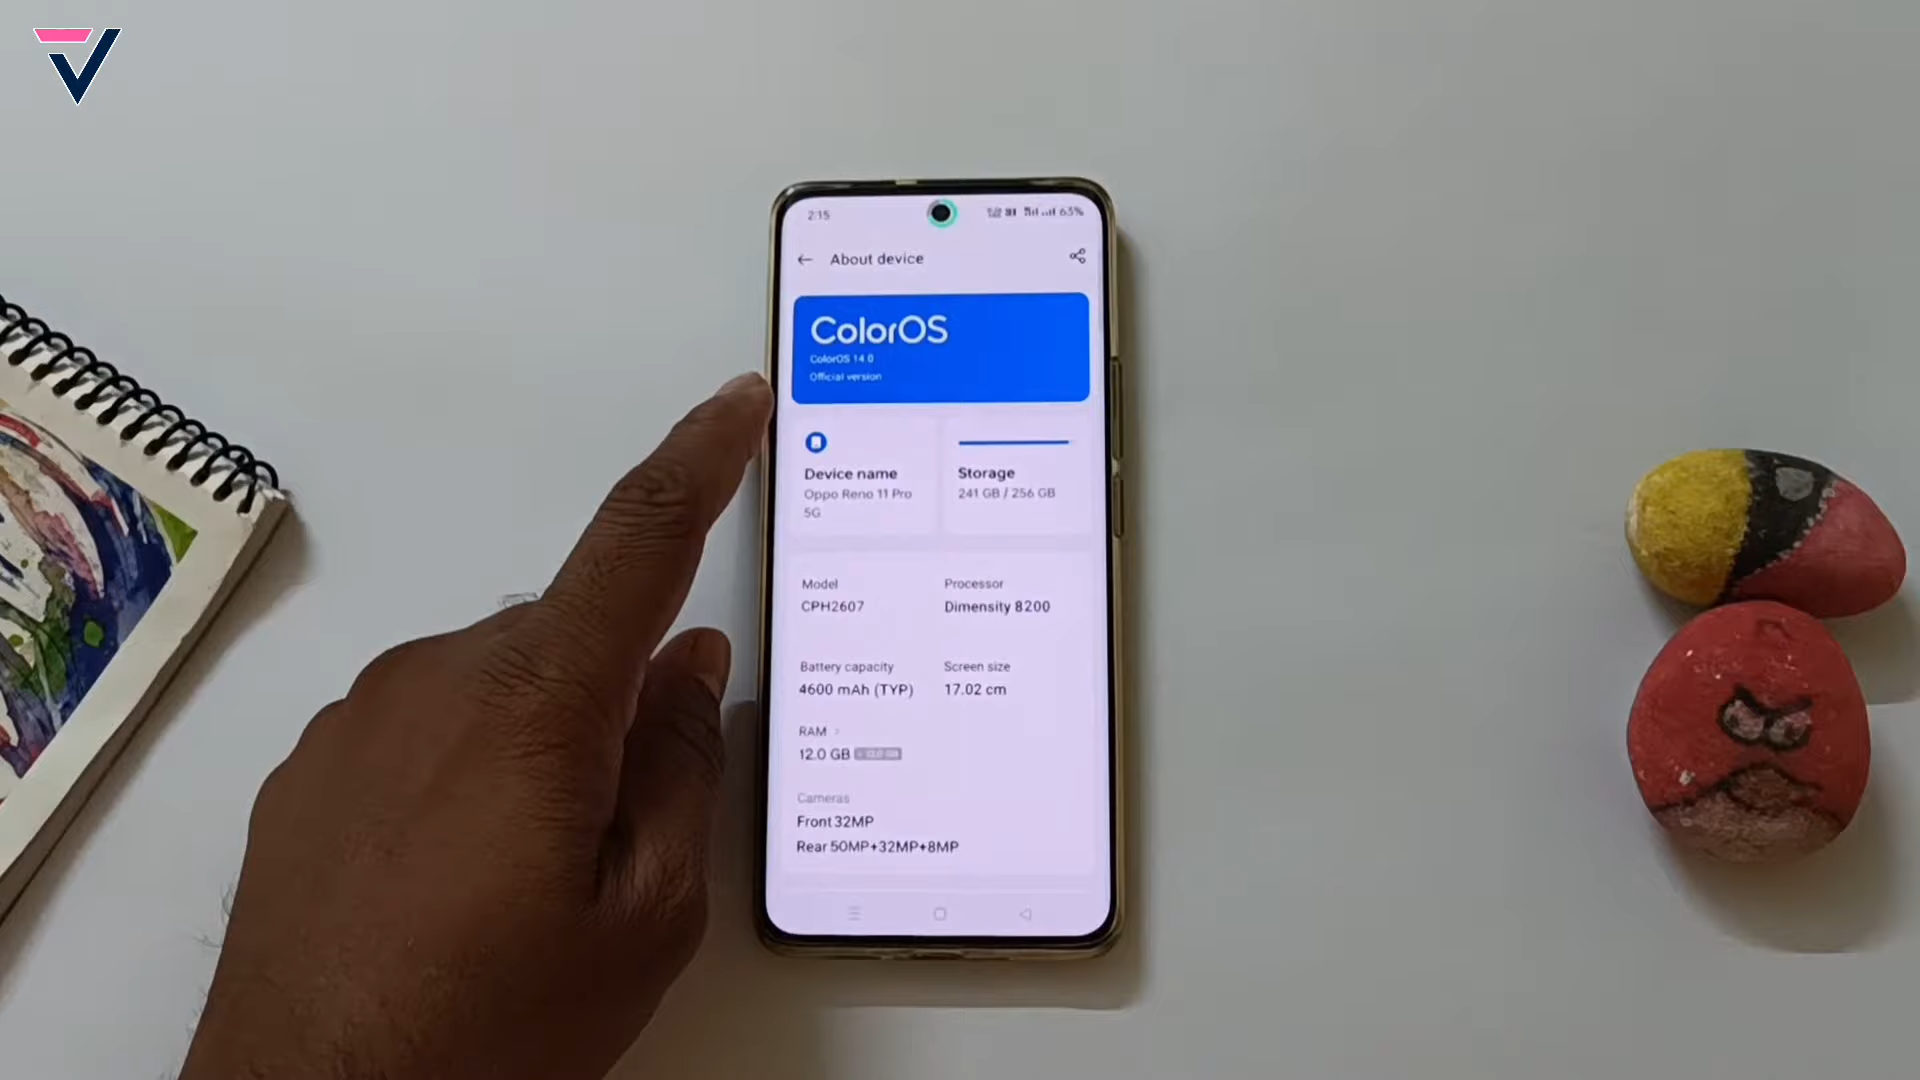 2:15
63%
About device
ColorOS
ColorOS 14.0
Official version
Device name
Oppo Reno 11 Pro
5G
Storage
241 GB / 256 GB
Model
CPH2607
Processor
Dimensity 8200
Battery capacity
4600 mAh (TYP)
Screen size
17.02 cm
RAM
12.0 GB
Cameras
Front 32MP
Rear 50MP+32MP+8MP